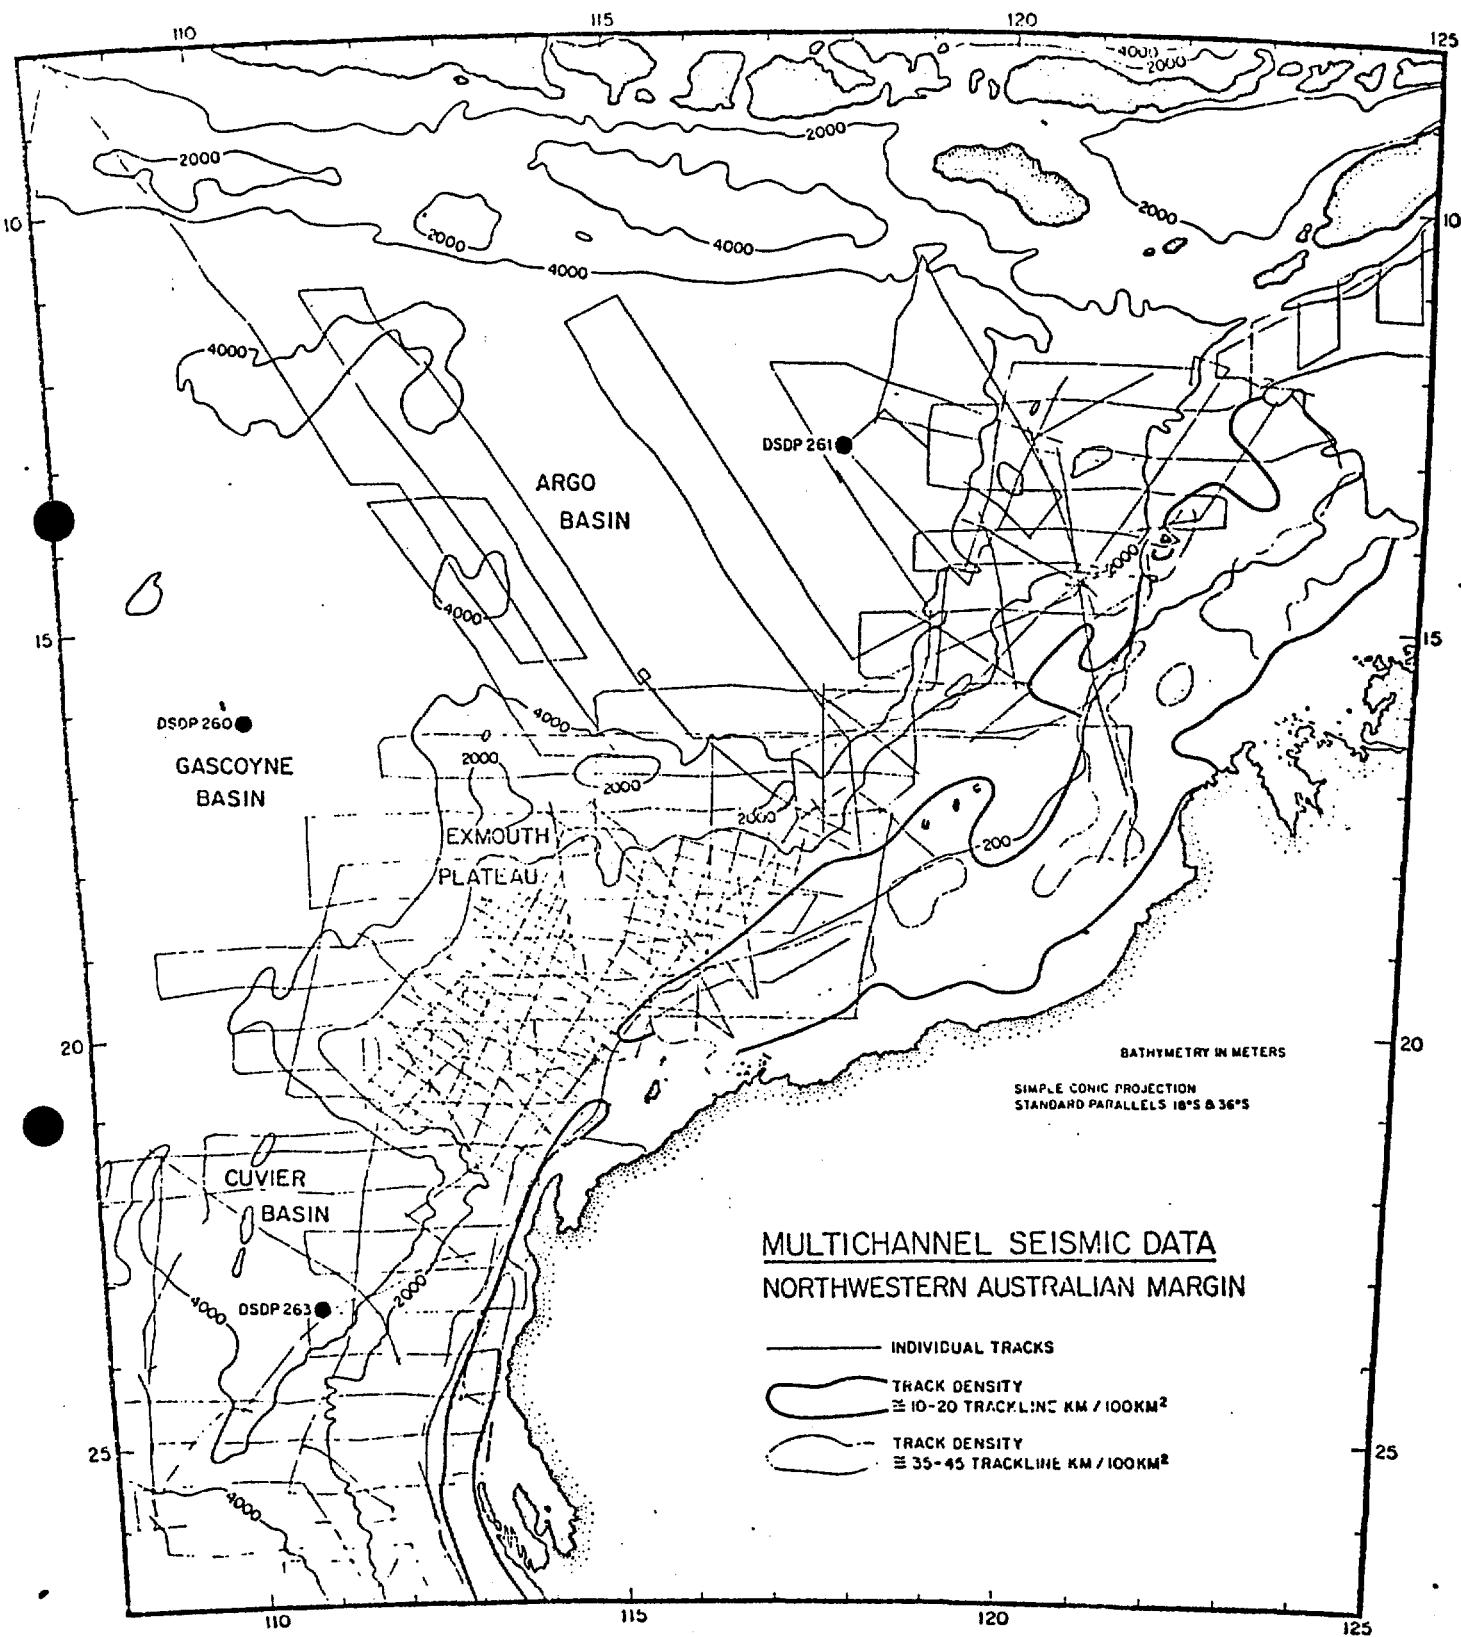 110
115
120
125
4000
2000
2000
2000
10
2000
4000
2000
10
4000
4000
DSDP 261
ARGO
BASIN
2000
4000
15
15
DSDP 260
4000
GASCOYNE
BASIN
2000
2000
2000
EXMOUTH
PLATEAU
200
20
20
BATHYMETRY IN METERS
SIMPLE CONIC PROJECTION
STANDARD PARALLELS 18°S & 36°S
CUVIER
BASIN
MULTICHANNEL SEISMIC DATA
NORTHWESTERN AUSTRALIAN MARGIN
4000
DSDP 263
2000
INDIVIDUAL TRACKS
TRACK DENSITY
≅ 10-20 TRACKLINE KM / 100KM²
TRACK DENSITY
≅ 35-45 TRACKLINE KM / 100KM²
25
25
4000
110
115
120
125